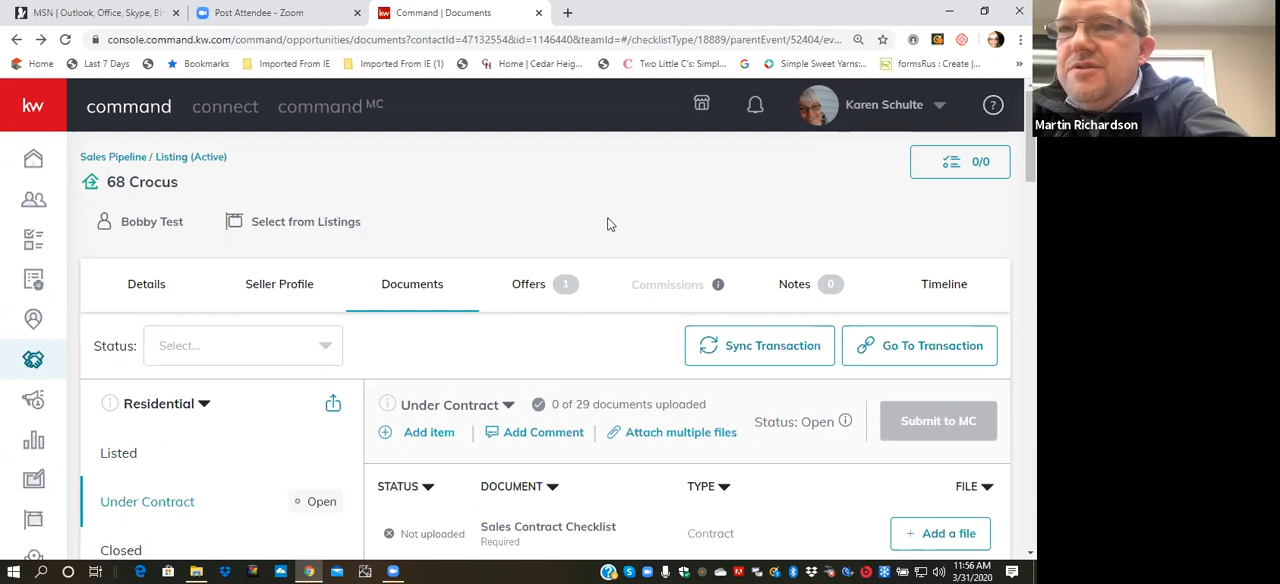 MSN | Outlook, Office, Skype, Bi
Post Attendee - Zoom
Command | Documents
console.command.kw.com/command/opportunities/documents?contactId=47132554&id=1146440&teamId=#/checklistType/18889/parentEvent/52404/ev...
Home
Last 7 Days
Bookmarks
Imported From IE
Imported From IE (1)
Home | Cedar Heig...
Two Little C's: Simpl...
Simple Sweet Yarns:...
formsRus : Create |...
»
kw
command
connect
command MC
Karen Schulte
Martin Richardson
Sales Pipeline / Listing (Active)
0/0
68 Crocus
Bobby Test
Select from Listings
Details
Seller Profile
Documents
Offers 1
Commissions
Notes 0
Timeline
Status:
Select...
Sync Transaction
Go To Transaction
Residential
Under Contract
0 of 29 documents uploaded
Status: Open
Submit to MC
Add item
Add Comment
Attach multiple files
Listed
Under Contract
Open
Closed
STATUS
DOCUMENT
TYPE
FILE
Not uploaded
Sales Contract Checklist
Required
Contract
+ Add a file
11:56 AM
3/31/2020